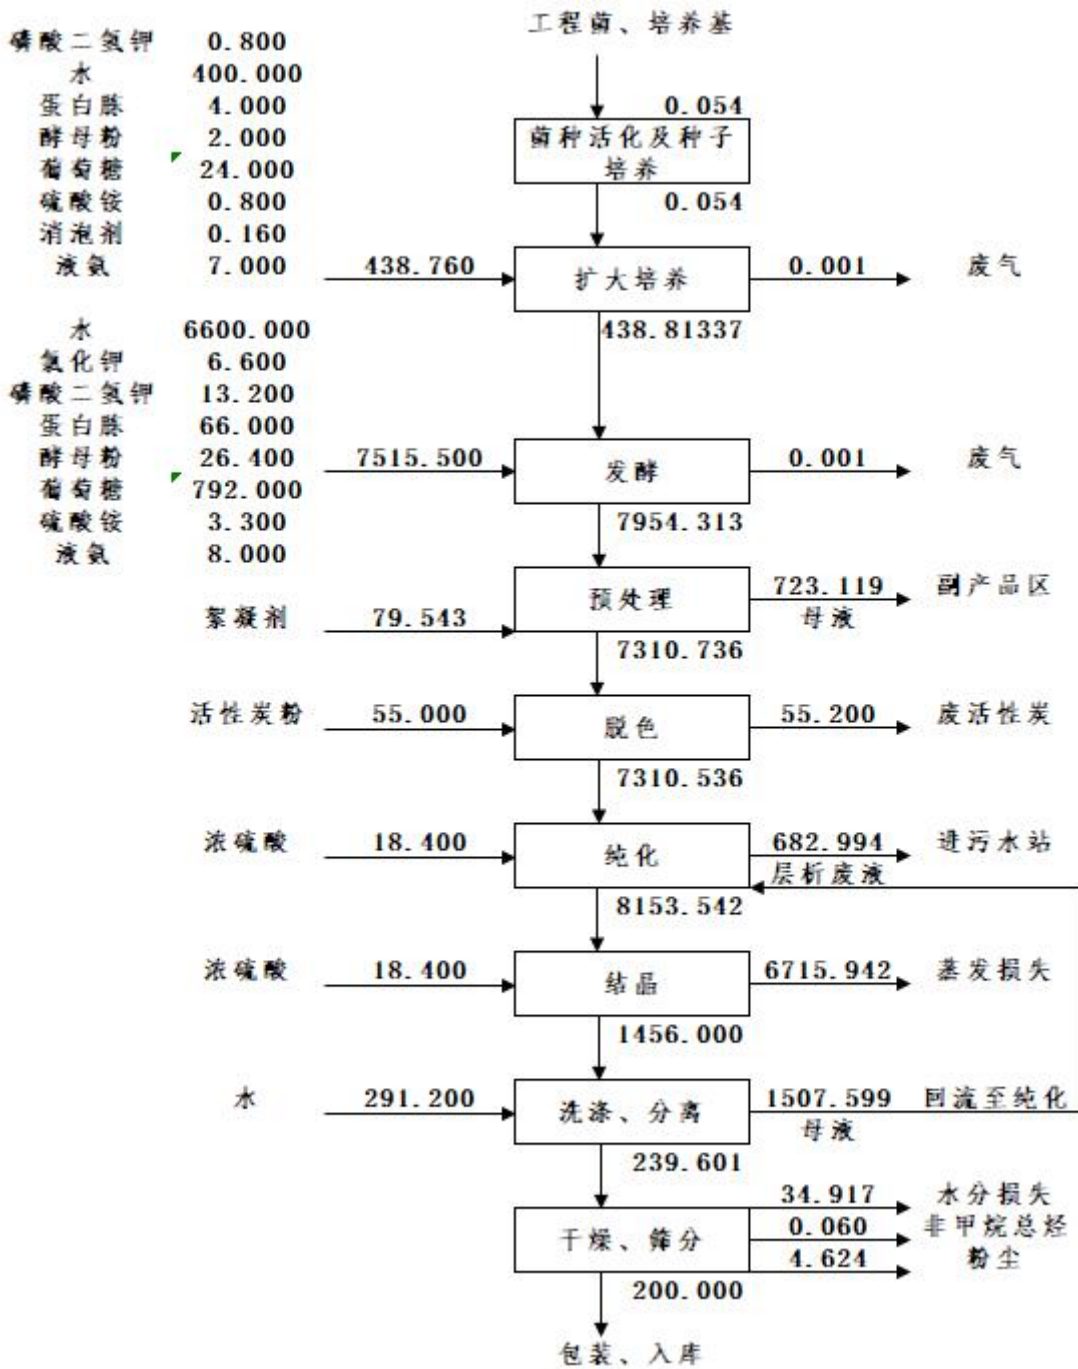 工程菌、培养基
磷酸二氢钾 0.800
水 400.000
蛋白胨 4.000 0.054
酵母粉 2.000 菌种活化及种子
葡萄糖 24.000 培养
硫酸铵 0.800 0.054
消泡剂 0.160
液氨 7.000 438.760 扩大培养 0.001 废气
水 6600.000 438.81337
氯化钾 6.600
磷酸二氢钾 13.200
蛋白胨 66.000
酵母粉 26.400 7515.500 发酵 0.001 废气
葡萄糖 792.000
硫酸铵 3.300 7954.313
液氨 8.000
预处理 723.119 副产品区
絮凝剂 79.543 母液
7310.736
活性炭粉 55.000 脱色 55.200 废活性炭
7310.536
浓硫酸 18.400 纯化 682.994 进污水站
层析废液
8153.542
浓硫酸 18.400 结晶 6715.942 蒸发损失
1456.000
水 291.200 洗涤、分离 1507.599 回流至纯化
母液
239.601
34.917 水分损失
干燥、筛分 0.060 非甲烷总烃
4.624 粉尘
200.000
包装、入库